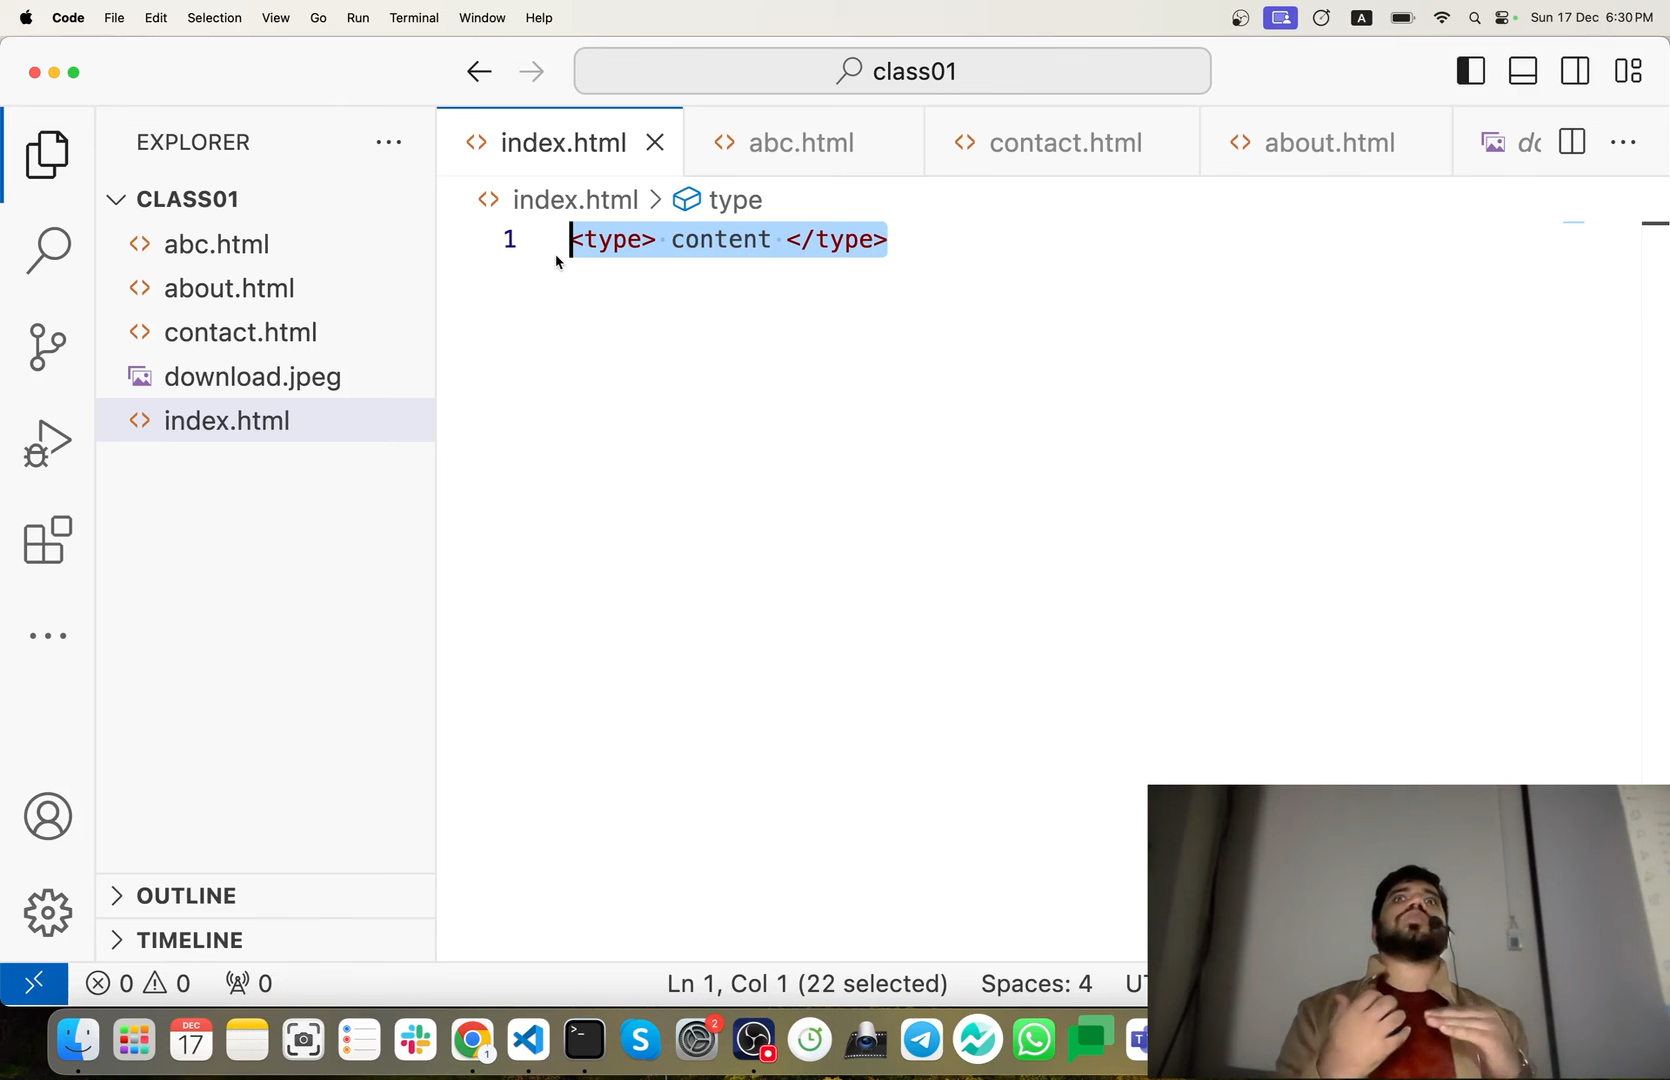 Code File Edit Selection View Go Run Terminal Window Help A Sun 17 Dec 6:30 PM
class01
EXPLORER
index.html
abc.html
contact.html
about.html
CLASS01
index.html > type
abc.html
1 <type> content </type>
about.html
contact.html
download.jpeg
index.html
OUTLINE
TIMELINE
0 0 0 Ln 1, Col 1 (22 selected) Spaces: 4
DEC
17
2
1
S
T